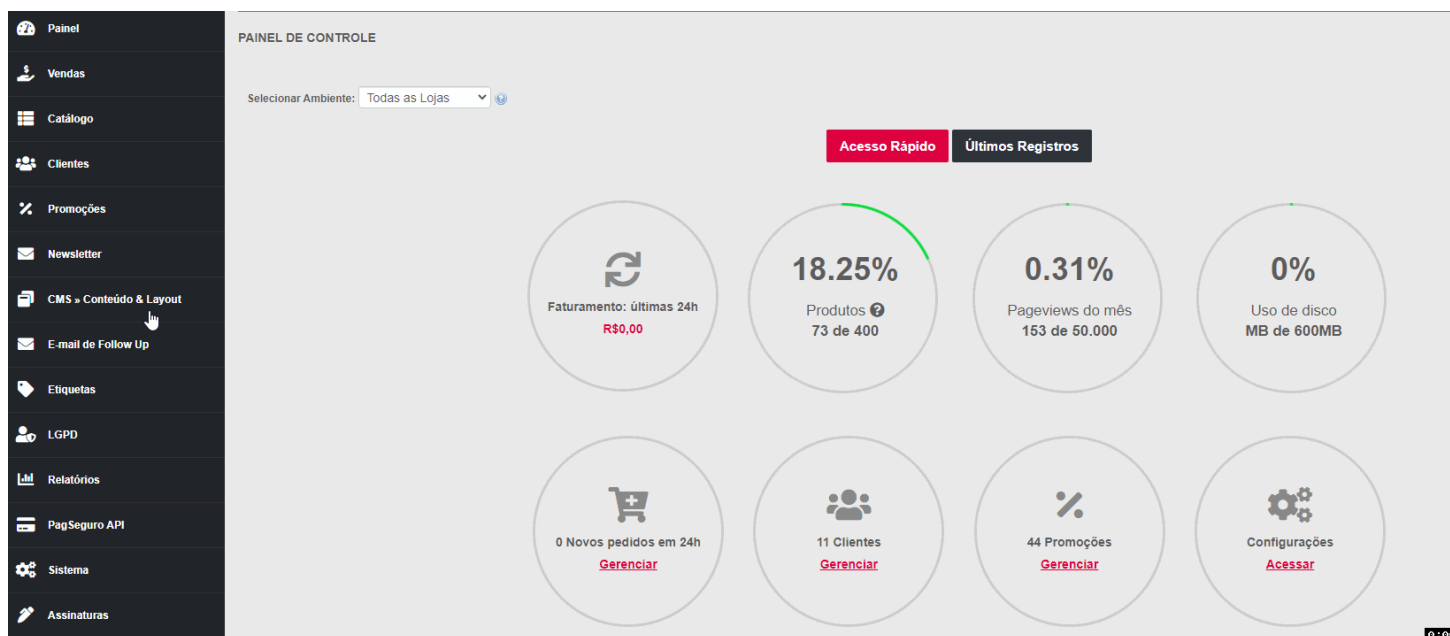 Painel
Vendas
Catálogo
Clientes
Promoções
Newsletter
CMS » Conteúdo & Layout
E-mail de Follow Up
Etiquetas
LGPD
Relatórios
PagSeguro API
Sistema
Assinaturas
PAINEL DE CONTROLE
Selecionar Ambiente: Todas as Lojas
Acesso Rápido Últimos Registros
Faturamento: últimas 24h
R$0,00
18.25%
Produtos
73 de 400
0.31%
Pageviews do mês
153 de 50.000
0%
Uso de disco
MB de 600MB
0 Novos pedidos em 24h
Gerenciar
11 Clientes
Gerenciar
44 Promoções
Gerenciar
Configurações
Acessar